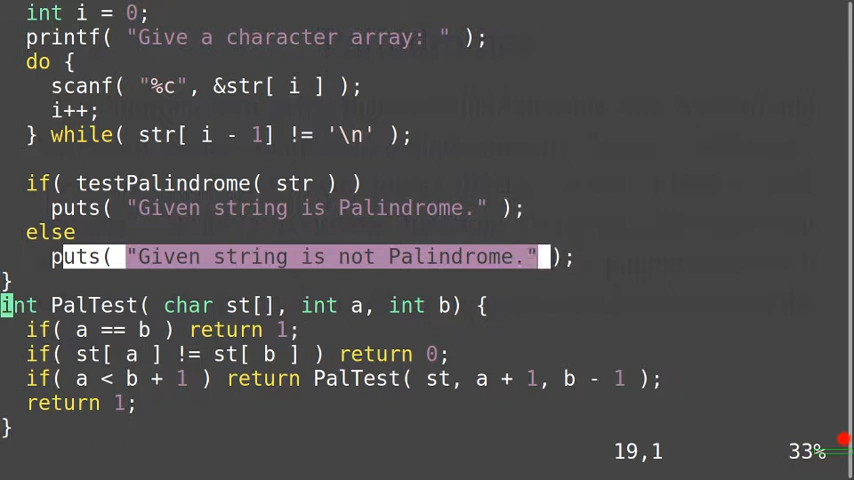 int i = 0;
printf( "Give a character array: " );
do {
scanf( "%c", &str[ i ] );
i++;
} while( str[ i - 1] != '\n' );
if( testPalindrome( str ) )
puts( "Given string is Palindrome." );
else
puts( "Given string is not Palindrome." );
}
int PalTest( char st[], int a, int b) {
if( a == b ) return 1;
if( st[ a ] != st[ b ] ) return 0;
if( a < b + 1 ) return PalTest( st, a + 1, b - 1 );
return 1;
}
19,1 33%